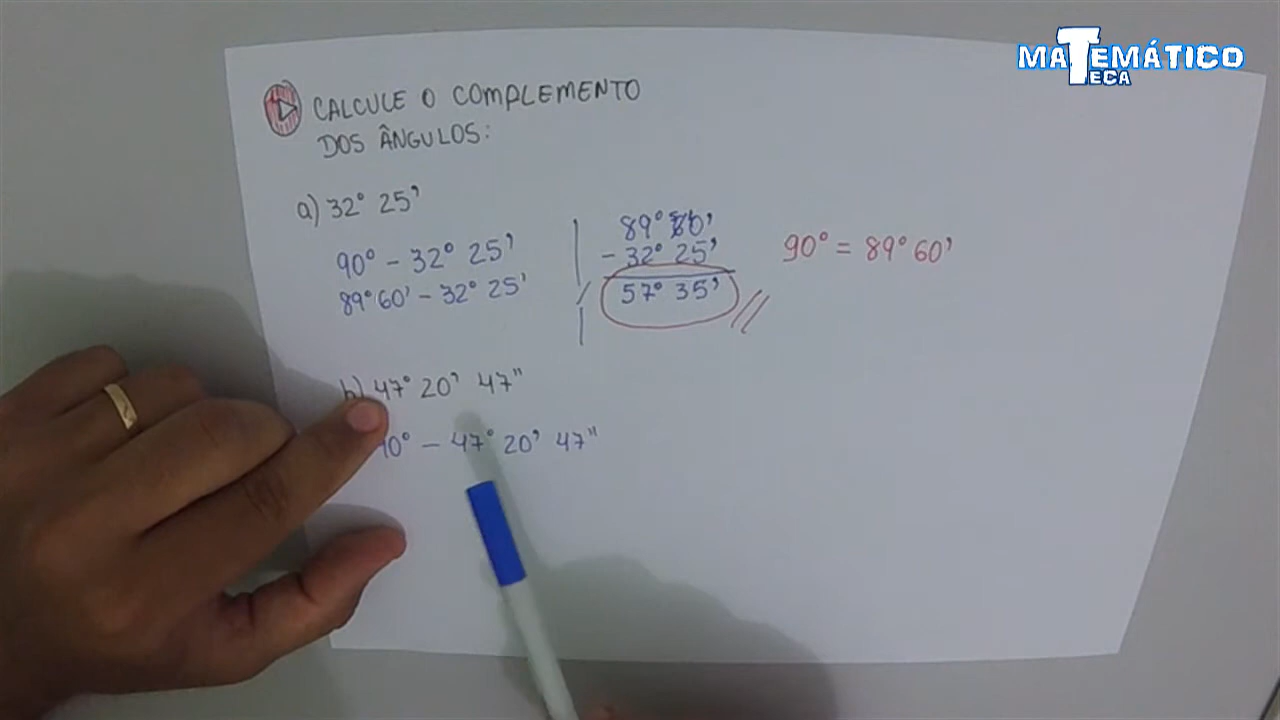 MATEMÁTICO
TECA
CALCULE O COMPLEMENTO
DOS ÂNGULOS:
a) 32° 25'
90° - 32° 25'
89° 60' - 32° 25'
89° 60'
- 32° 25'
57° 35'
90° = 89° 60'
b) 47° 20' 47"
90° - 47° 20' 47"